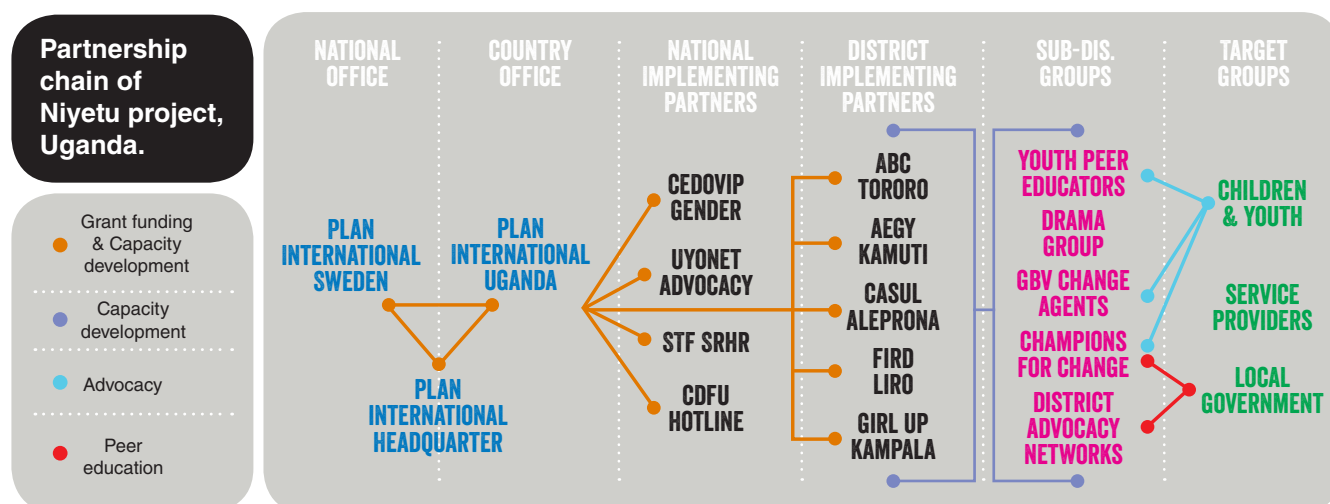 Partnership
chain of
Niyetu project,
Uganda.
Grant funding
& Capacity
development
Capacity
development
Advocacy
Peer
education
NATIONAL
OFFICE
COUNTRY
OFFICE
NATIONAL
IMPLEMENTING
PARTNERS
DISTRICT
IMPLEMENTING
PARTNERS
SUB-DIS.
GROUPS
TARGET
GROUPS
PLAN
INTERNATIONAL
SWEDEN
PLAN
INTERNATIONAL
UGANDA
PLAN
INTERNATIONAL
HEADQUARTER
CEDOVIP
GENDER
UYONET
ADVOCACY
STF SRHR
CDFU
HOTLINE
ABC
TORORO
AEGY
KAMUTI
CASUL
ALEPRONA
FIRD
LIRO
GIRL UP
KAMPALA
YOUTH PEER
EDUCATORS
DRAMA
GROUP
GBV CHANGE
AGENTS
CHAMPIONS
FOR CHANGE
DISTRICT
ADVOCACY
NETWORKS
CHILDREN
& YOUTH
SERVICE
PROVIDERS
LOCAL
GOVERNMENT